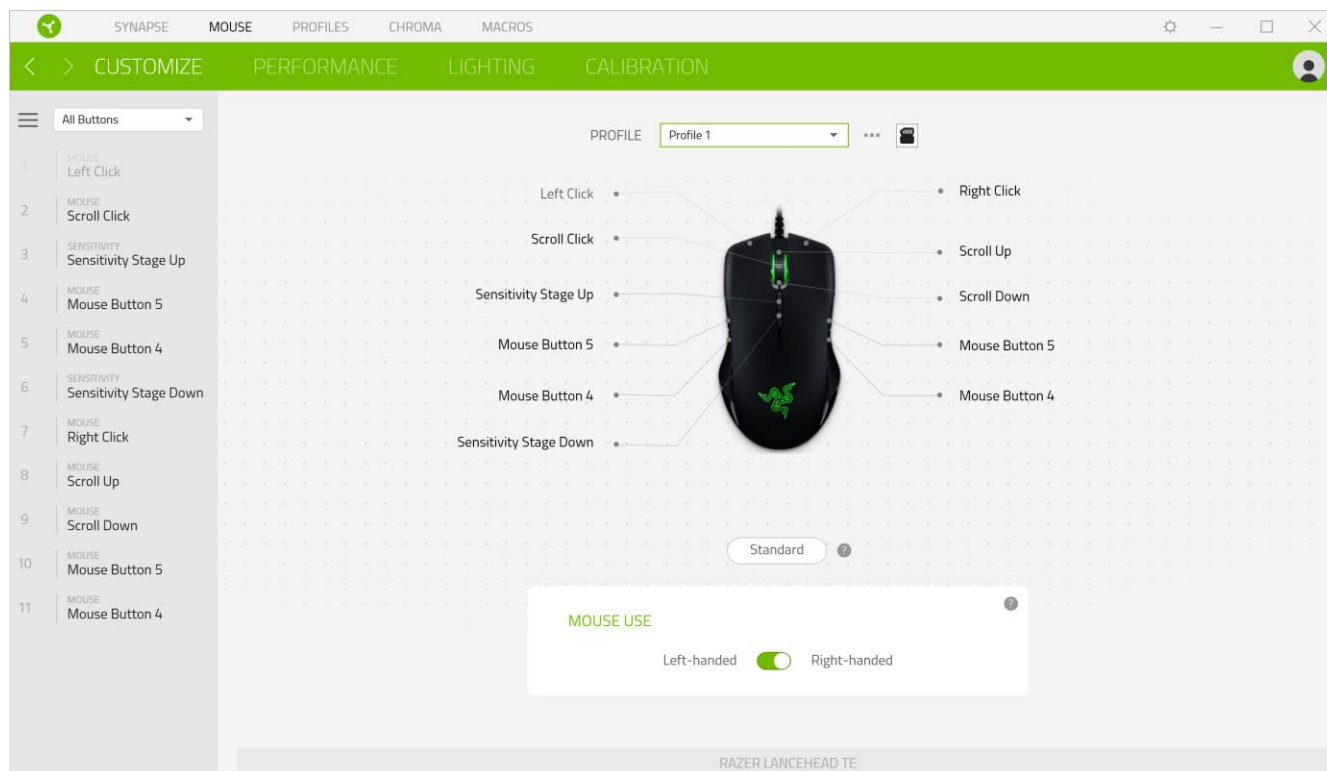 SYNAPSE MOUSE PROFILES CHROMA MACROS
CUSTOMIZE PERFORMANCE LIGHTING CALIBRATION
All Buttons
1 MOUSE
Left Click
2 MOUSE
Scroll Click
3 SENSITIVITY
Sensitivity Stage Up
4 MOUSE
Mouse Button 5
5 MOUSE
Mouse Button 4
6 SENSITIVITY
Sensitivity Stage Down
7 MOUSE
Right Click
8 MOUSE
Scroll Up
9 MOUSE
Scroll Down
10 MOUSE
Mouse Button 5
11 MOUSE
Mouse Button 4
PROFILE Profile 1
Left Click
Scroll Click
Sensitivity Stage Up
Mouse Button 5
Mouse Button 4
Sensitivity Stage Down
Right Click
Scroll Up
Scroll Down
Mouse Button 5
Mouse Button 4
Standard ?
?
MOUSE USE
Left-handed Right-handed
RAZER LANCEHEAD TE